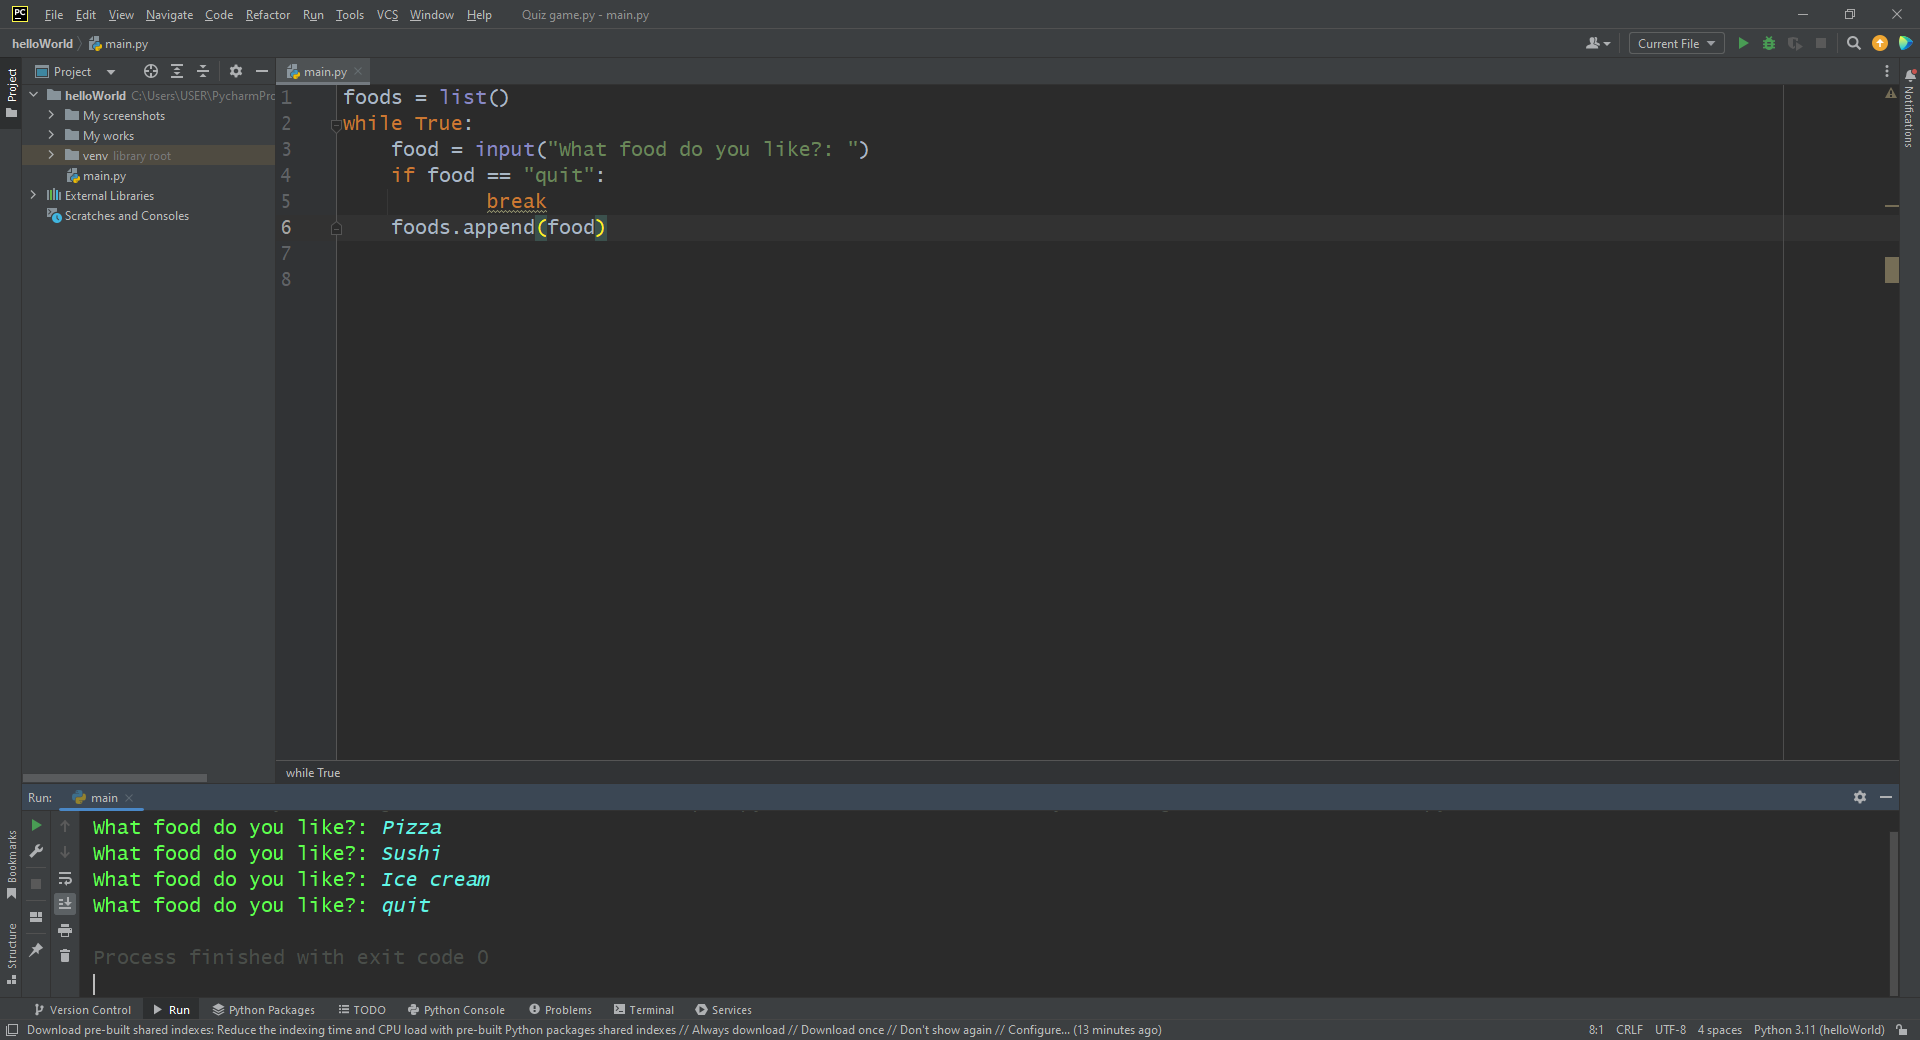 PC File Edit View Navigate Code Refactor Run Tools VCS Window Help Quiz game.py - main.py
helloWorld main.py Current File
Project main.py
Project
Notifications
helloWorld C:\Users\USER\PycharmPro
My screenshots
My works
venv library root
main.py
External Libraries
Scratches and Consoles
1 foods = list()
2 while True:
3 food = input("What food do you like?: ")
4 if food == "quit":
5 break
6 foods.append(food)
7
8
while True
Run: main
What food do you like?: Pizza
What food do you like?: Sushi
What food do you like?: Ice cream
What food do you like?: quit
Process finished with exit code 0
Bookmarks
Structure
Version Control Run Python Packages TODO Python Console Problems Terminal Services
Download pre-built shared indexes: Reduce the indexing time and CPU load with pre-built Python packages shared indexes // Always download // Download once // Don't show again // Configure... (13 minutes ago) 8:1 CRLF UTF-8 4 spaces Python 3.11 (helloWorld)